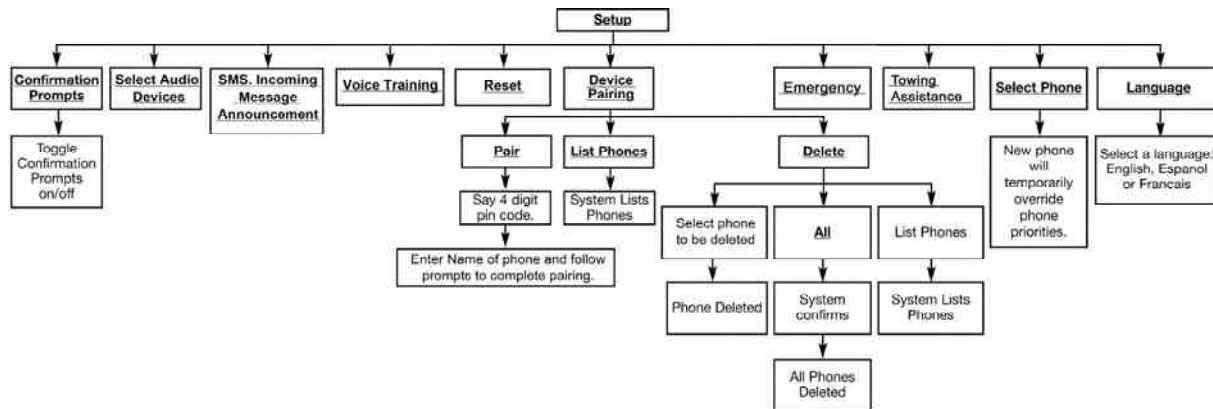 Setup
Confirmation
Prompts
Select Audio
Devices
SMS. Incoming
Message
Announcement
Voice Training
Reset
Device
Pairing
Emergency
Towing
Assistance
Select Phone
Language
Toggle
Confirmation
Prompts
on/off
Pair
List Phones
Delete
New phone
will
temporarily
override
phone
priorities.
Select a language:
English, Espanol
or Francais
Say 4 digit
pin code.
System Lists
Phones
Select phone
to be deleted
All
List Phones
Enter Name of phone and follow
prompts to complete pairing.
Phone Deleted
System
confirms
System Lists
Phones
All Phones
Deleted